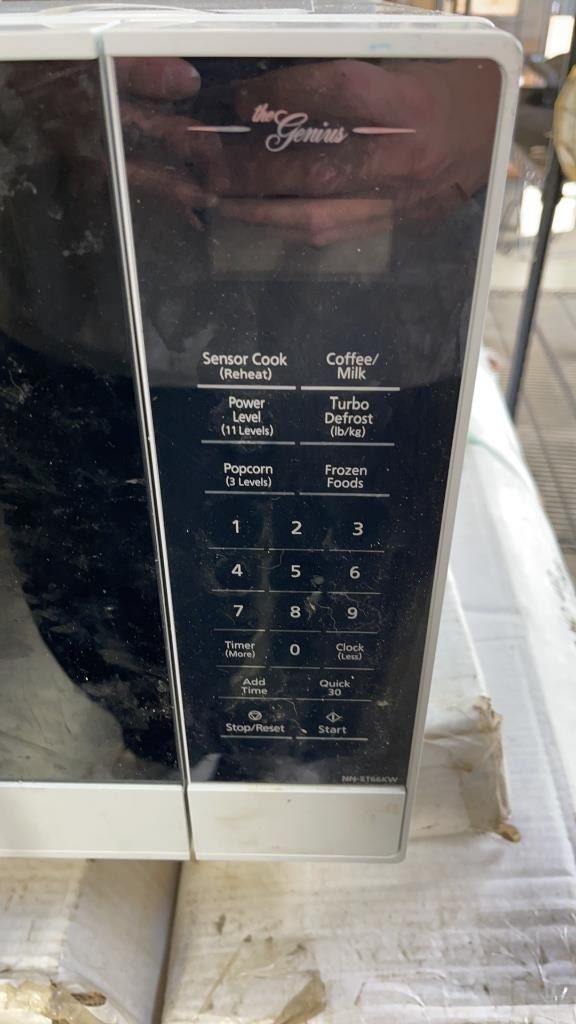 the Genius
Sensor Cook Coffee/
(Reheat) Milk
Power Turbo
Level Defrost
(11 Levels) (lb/kg)
Popcorn Frozen
(3 Levels) Foods
1 2 3
4 5 6
7 8 9
Timer 0 Clock
(More) (Less)
Add Quick
Time 30
Stop/Reset Start
NN-ST66KW